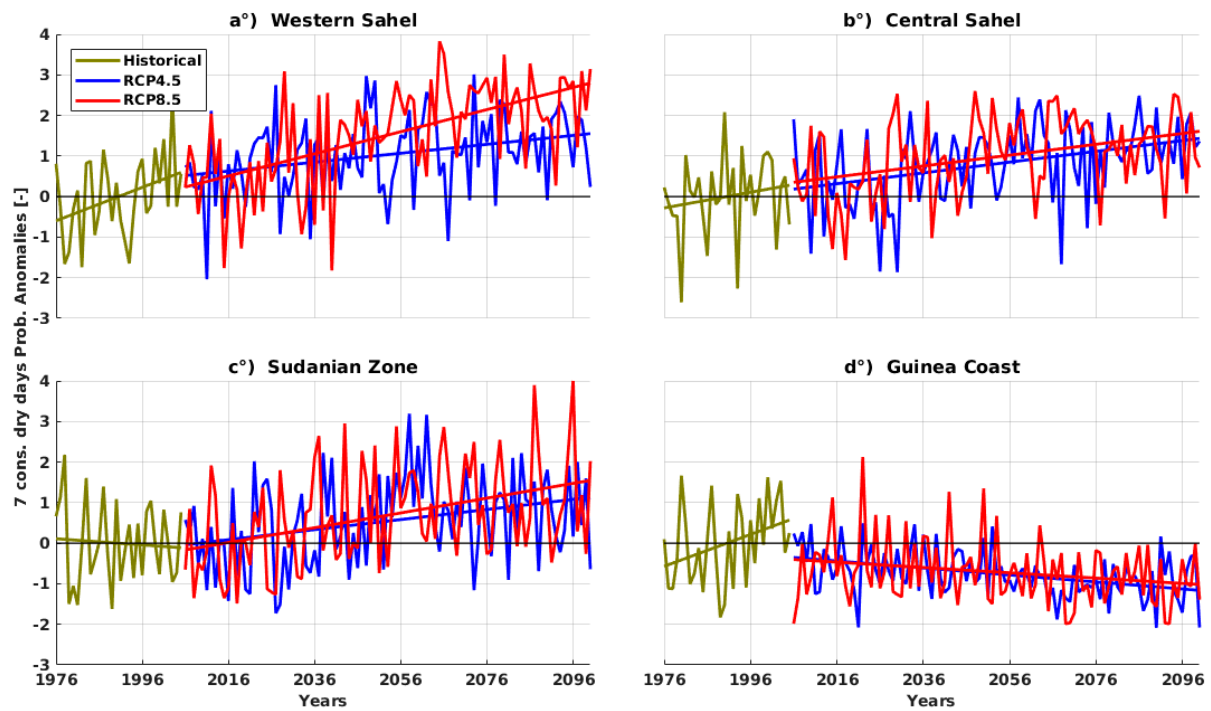 a°)  Western Sahel
b°)  Central Sahel
4
3
2
1
0
-1
-2
-3
Historical
RCP4.5
RCP8.5
7 cons. dry days Prob. Anomalies [-]
c°)  Sudanian Zone
d°)  Guinea Coast
4
3
2
1
0
-1
-2
-3
1976 1996 2016 2036 2056 2076 2096
1976 1996 2016 2036 2056 2076 2096
Years
Years